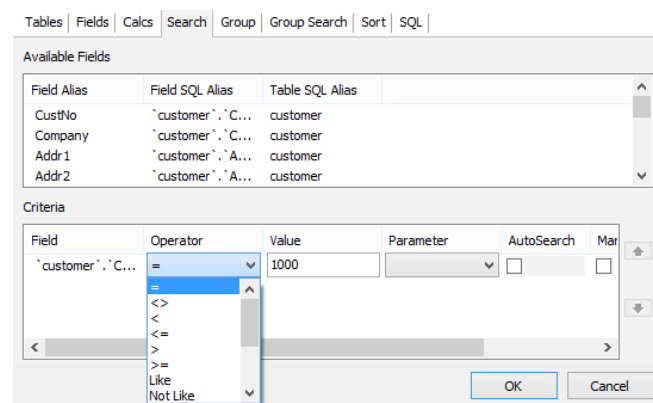 Tables Fields Calcs Search Group Group Search Sort SQL
Available Fields
Field Alias Field SQL Alias Table SQL Alias
CustNo `customer`.`C... customer
Company `customer`.`C... customer
Addr1 `customer`.`A... customer
Addr2 `customer`.`A... customer
Criteria
Field Operator Value Parameter AutoSearch Mar
`customer`.`C... = 1000
=
<>
<
<=
>
>=
Like
Not Like
OK Cancel